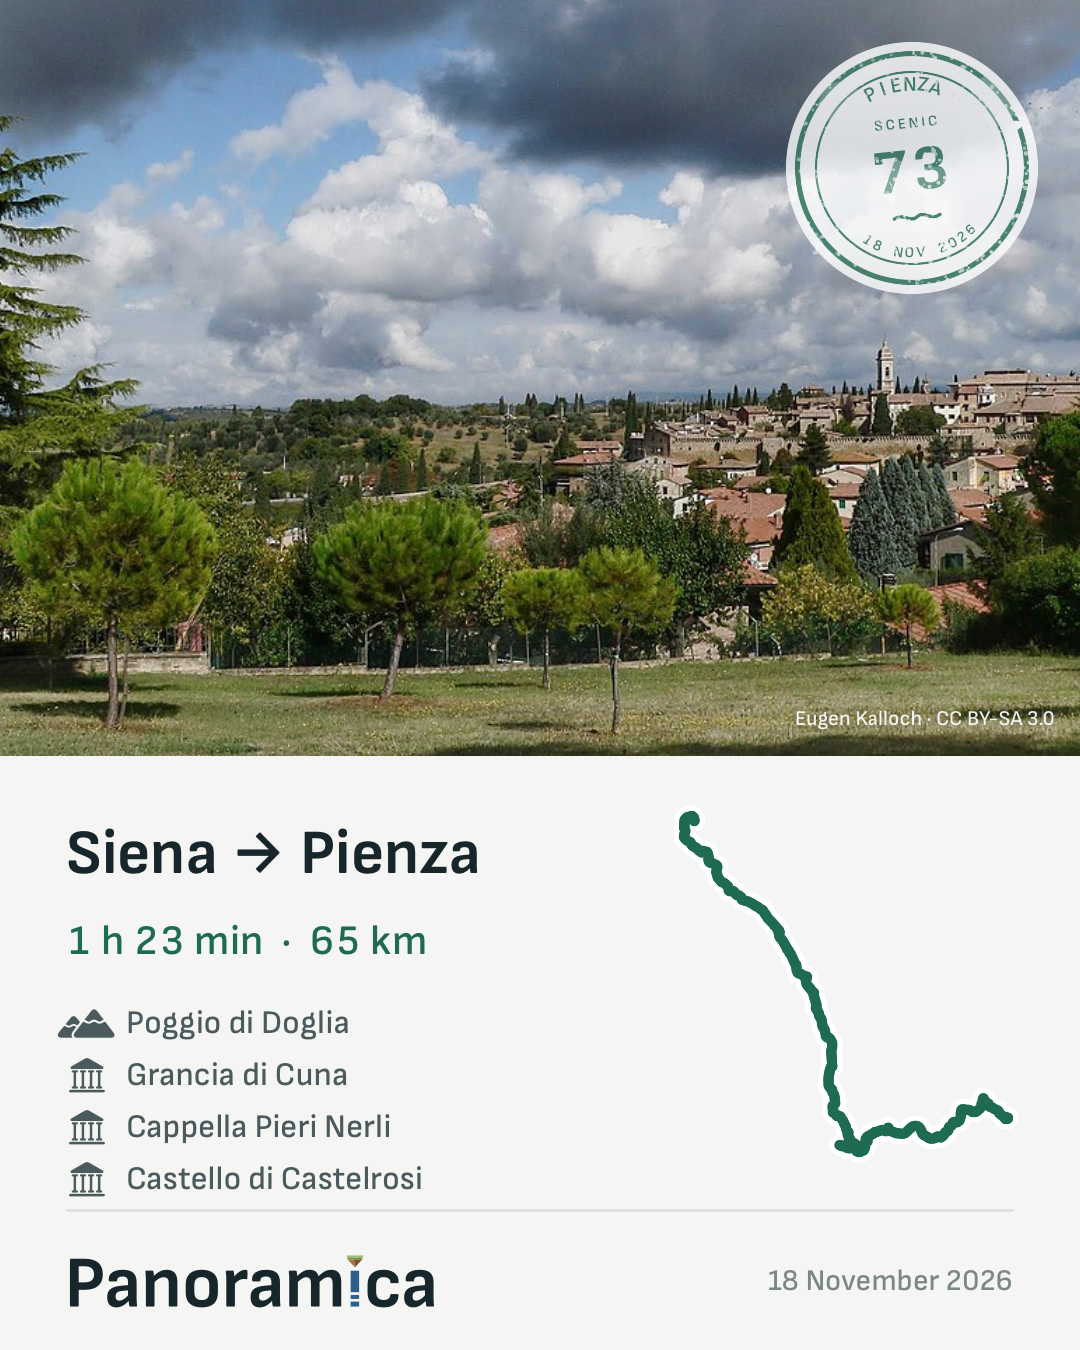 PIENZA
SCENIC
73
18 NOV 2026
Eugen Kalloch · CC BY-SA 3.0
Siena → Pienza
1 h 23 min · 65 km
Poggio di Doglia
Grancia di Cuna
Cappella Pieri Nerli
Castello di Castelrosi
Panoramica
18 November 2026